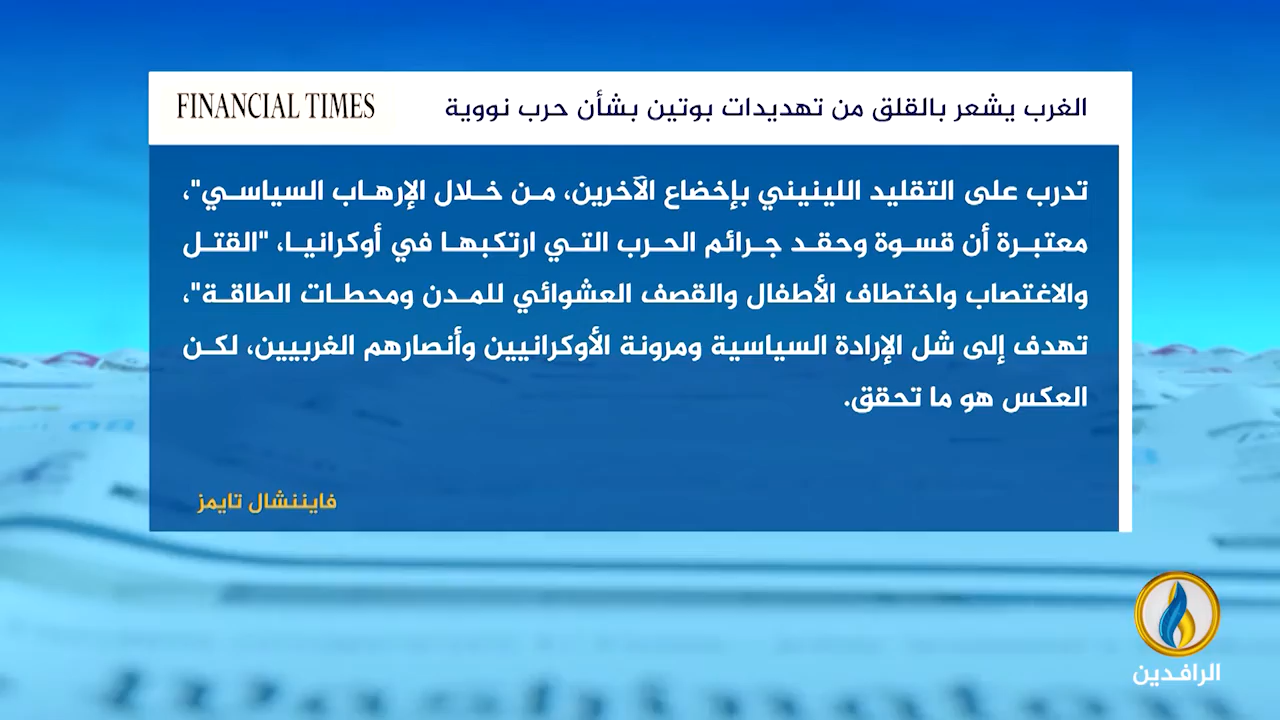 الغرب يشعر بالقلق من تهديدات بوتين بشأن حرب نووية
FINANCIAL TIMES
تدرب على التقليد اللينيني بإخضاع الآخرين، من خلال الإرهاب السياسي"،
معتبرة أن قسوة وحقد جرائم الحرب التي ارتكبها في أوكرانيا، "القتل
والاغتصاب واختطاف الأطفال والقصف العشوائي للمدن ومحطات الطاقة"،
تهدف إلى شل الإرادة السياسية ومرونة الأوكرانيين وأنصارهم الغربيين، لكن
العكس هو ما تحقق.
فايننشال تايمز
الرافدين